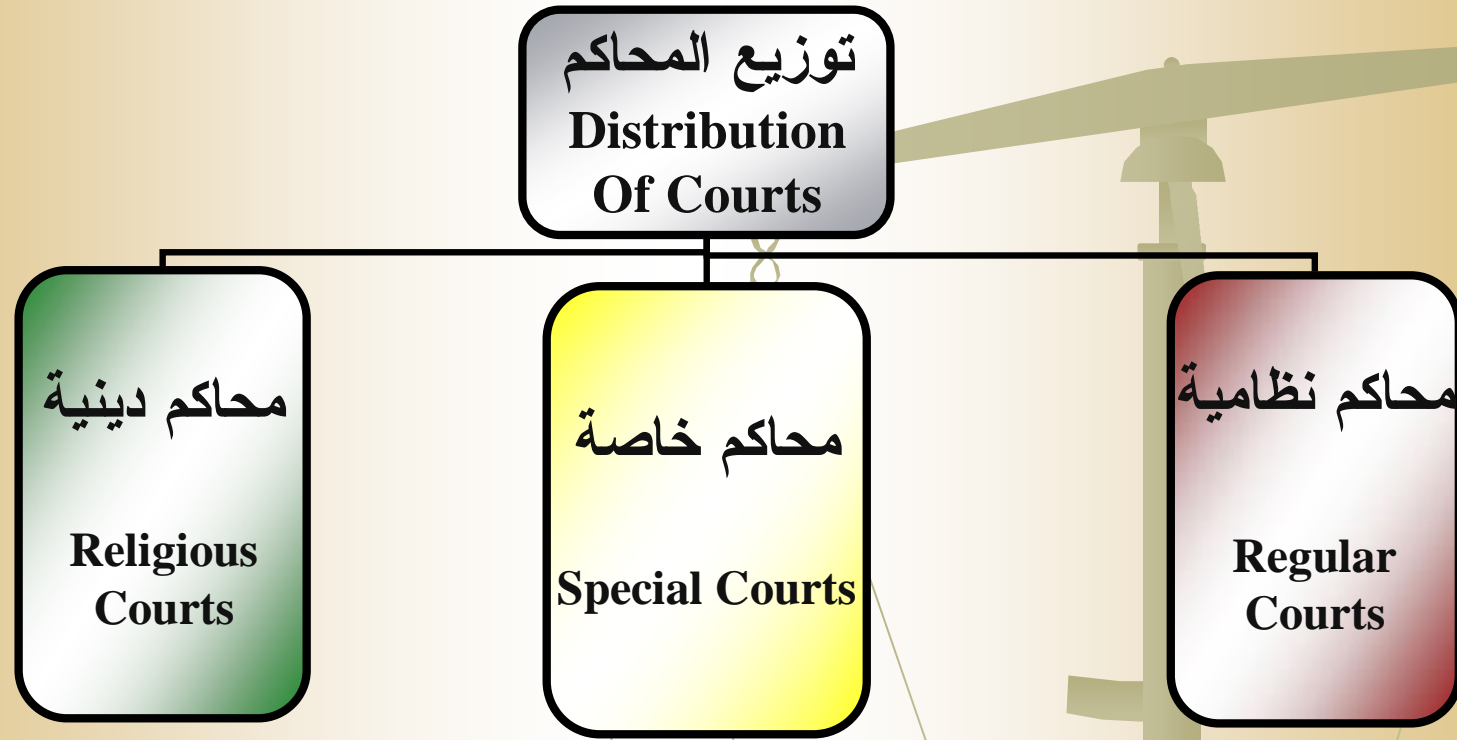 توزيع المحاكم
Distribution
Of Courts
محاكم نظامية
Regular
Courts
محاكم خاصة
Special Courts
محاكم دينية
Religious
Courts